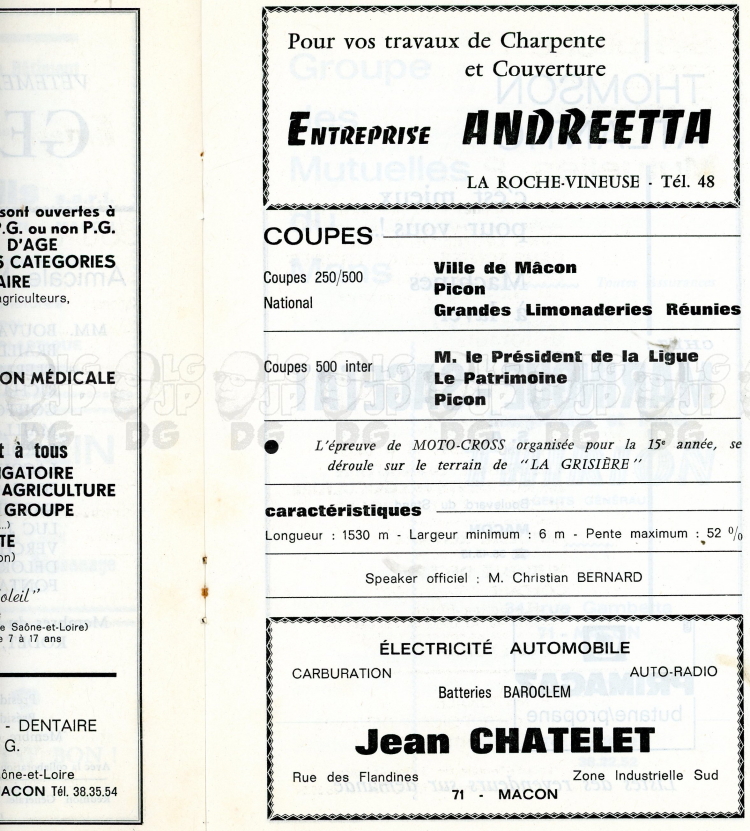 sont ouvertes à
P.G. ou non P.G.
D'AGE
S CATEGORIES
AIRE
griculteurs,
ON MÉDICALE
t à tous
IGATOIRE
AGRICULTURE
GROUPE
TE
on)
oleil"
e Saône-et-Loire)
e 7 à 17 ans
- DENTAIRE
G.
ône-et-Loire
ACON Tél. 38.35.54
Pour vos travaux de Charpente
et Couverture
ENTREPRISE ANDREETTA
LA ROCHE-VINEUSE - Tél. 48
COUPES
Coupes 250/500 Ville de Mâcon
Picon
National
Grandes Limonaderies Réunies
Coupes 500 inter M. le Président de la Ligue
Le Patrimoine
Picon
L'épreuve de MOTO-CROSS organisée pour la 15e année, se
déroule sur le terrain de "LA GRISIÈRE"
caractéristiques
Longueur : 1530 m - Largeur minimum : 6 m - Pente maximum : 52 %
Speaker officiel : M. Christian BERNARD
ÉLECTRICITÉ AUTOMOBILE
CARBURATION AUTO-RADIO
Batteries BAROCLEM
Jean CHATELET
Rue des Flandines Zone Industrielle Sud
71 - MACON
LG JP DG